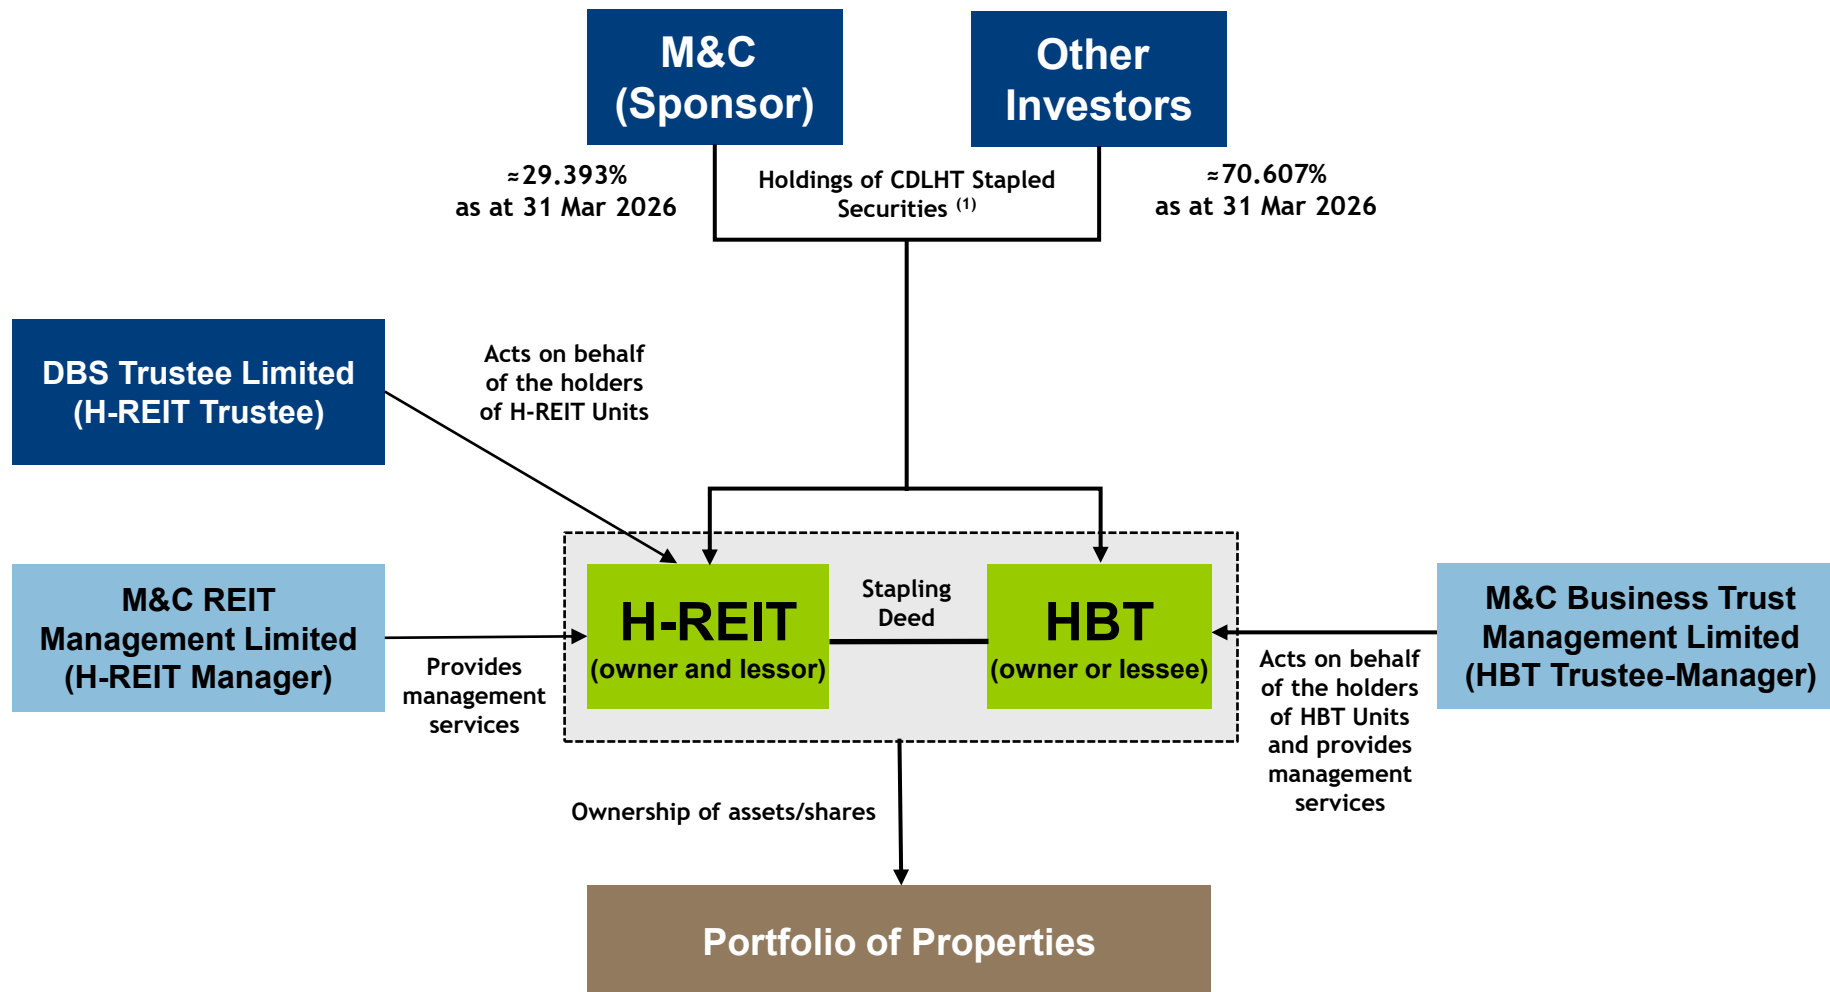 M&C
(Sponsor)
Other
Investors
≈29.393%
as at 31 Mar 2026
Holdings of CDLHT Stapled
Securities (1)
≈70.607%
as at 31 Mar 2026
DBS Trustee Limited
(H-REIT Trustee)
Acts on behalf
of the holders
of H-REIT Units
M&C REIT
Management Limited
(H-REIT Manager)
Provides
management
services
H-REIT
(owner and lessor)
Stapling
Deed
HBT
(owner or lessee)
M&C Business Trust
Management Limited
(HBT Trustee-Manager)
Acts on behalf
of the holders
of HBT Units
and provides
management
services
Ownership of assets/shares
Portfolio of Properties